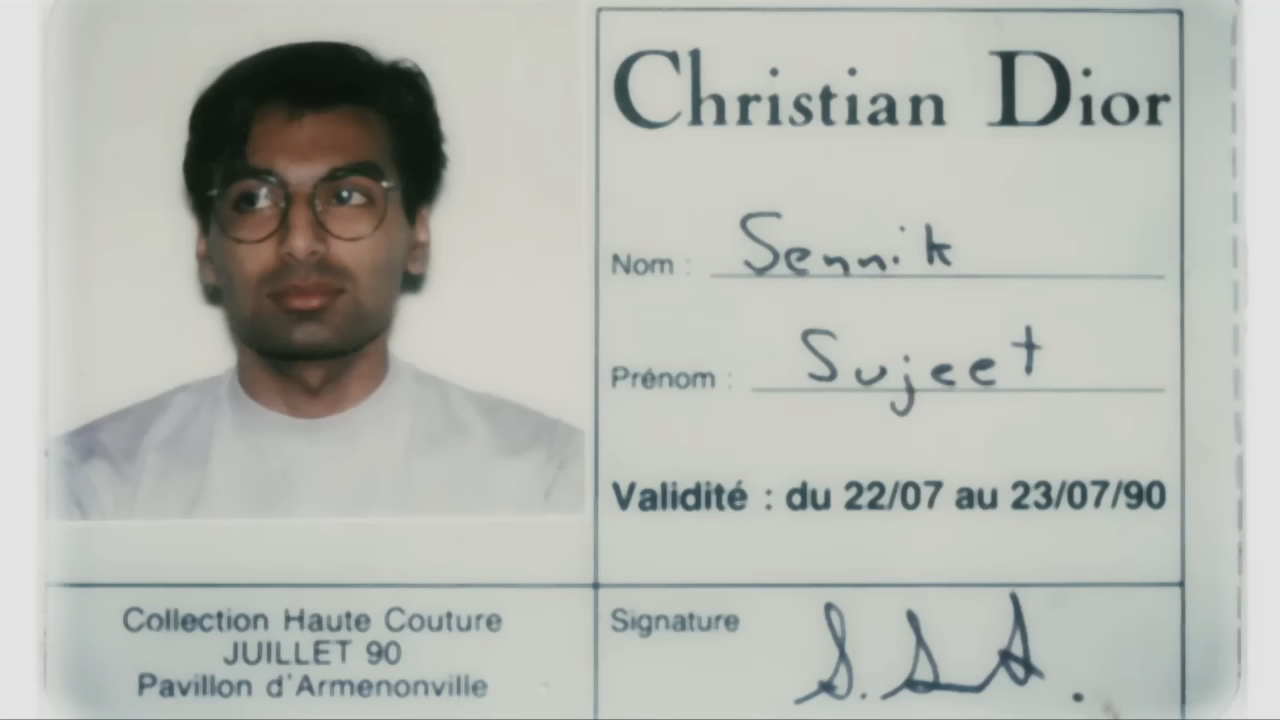 Christian Dior
Nom : Sennik
Prénom : Sujeet
Validité : du 22/07 au 23/07/90
Collection Haute Couture
JUILLET 90
Pavillon d'Armenonville
Signature